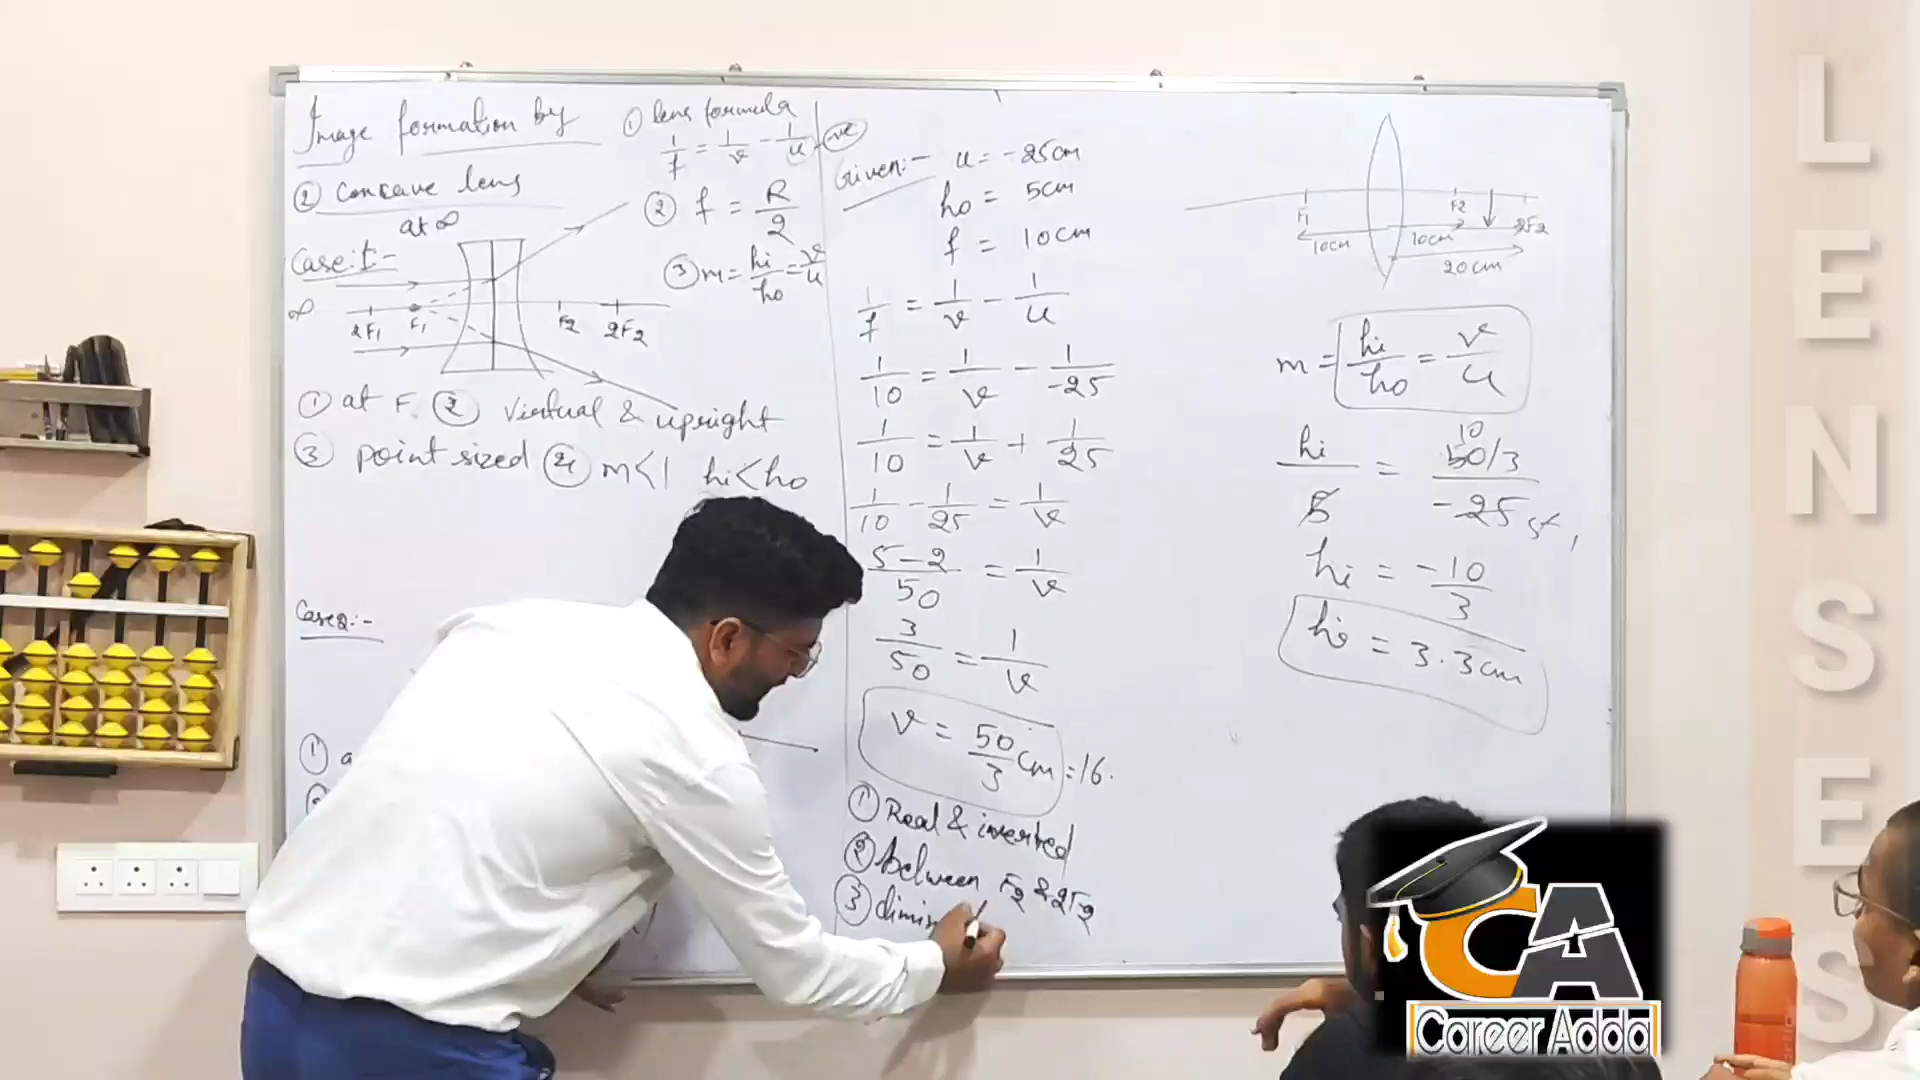 Image formation by
② Concave lens
at ∞
Case:I:-
∞
2F₁ F₁ F₂ 2F₂
① at F. ② Virtual & upright
③ point sized ④ m<1 hi<ho
Case2:-
①
① lens formula
1/f = 1/v - 1/u -ve
② f = R/2
③ m = hi/ho = v/u
Given:- u = -25cm
ho = 5cm
f = 10cm
1/f = 1/v - 1/u
1/10 = 1/v - 1/-25
1/10 = 1/v + 1/25
1/10 - 1/25 = 1/v
5-2/50 = 1/v
3/50 = 1/v
v = 50/3 cm =16.
① Real & inverted
② between F₂ & 2F₂
③ dimin
F₁ F₂ 2F₂
10cm 10cm
20cm
m = hi/ho = v/u
hi/5 = 50/3/-25
10
5
hi = -10/3
hi = 3.3cm
LENSES
CA
Career Adda